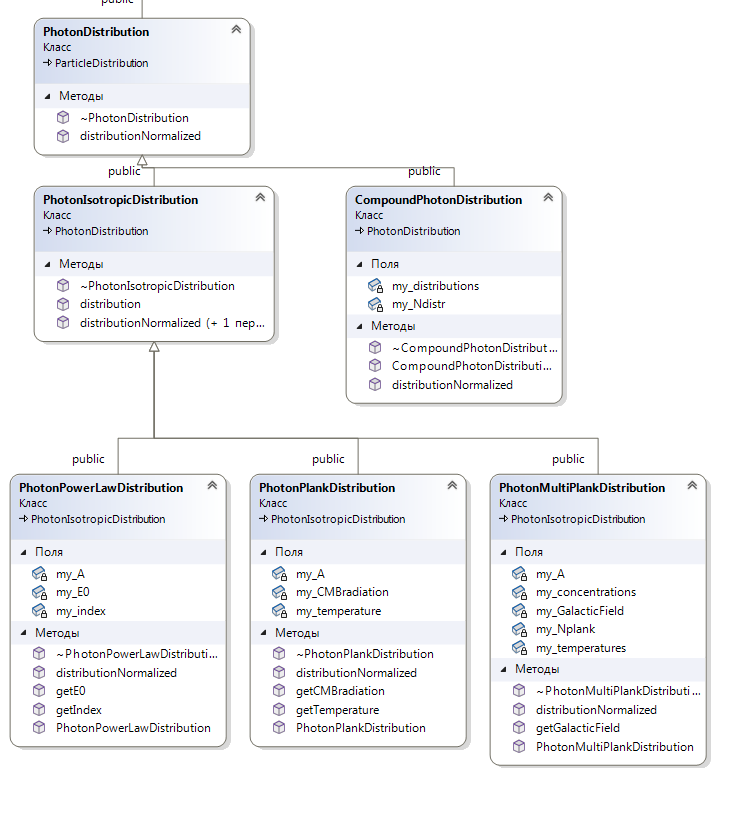 public
PhotonDistribution
Класс
ParticleDistribution
Методы
~PhotonDistribution
distributionNormalized
public
public
PhotonIsotropicDistribution
Класс
PhotonDistribution
Методы
~PhotonIsotropicDistribution
distribution
distributionNormalized (+ 1 пер...
CompoundPhotonDistribution
Класс
PhotonDistribution
Поля
my_distributions
my_Ndistr
Методы
~CompoundPhotonDistribut...
CompoundPhotonDistributi...
distributionNormalized
public
public
public
PhotonPowerLawDistribution
Класс
PhotonIsotropicDistribution
Поля
my_A
my_E0
my_index
Методы
~PhotonPowerLawDistributi...
distributionNormalized
getE0
getIndex
PhotonPowerLawDistribution
PhotonPlankDistribution
Класс
PhotonIsotropicDistribution
Поля
my_A
my_CMBradiation
my_temperature
Методы
~PhotonPlankDistribution
distributionNormalized
getCMBradiation
getTemperature
PhotonPlankDistribution
PhotonMultiPlankDistribution
Класс
PhotonIsotropicDistribution
Поля
my_A
my_concentrations
my_GalacticField
my_Nplank
my_temperatures
Методы
~PhotonMultiPlankDistributi...
distributionNormalized
getGalacticField
PhotonMultiPlankDistribution